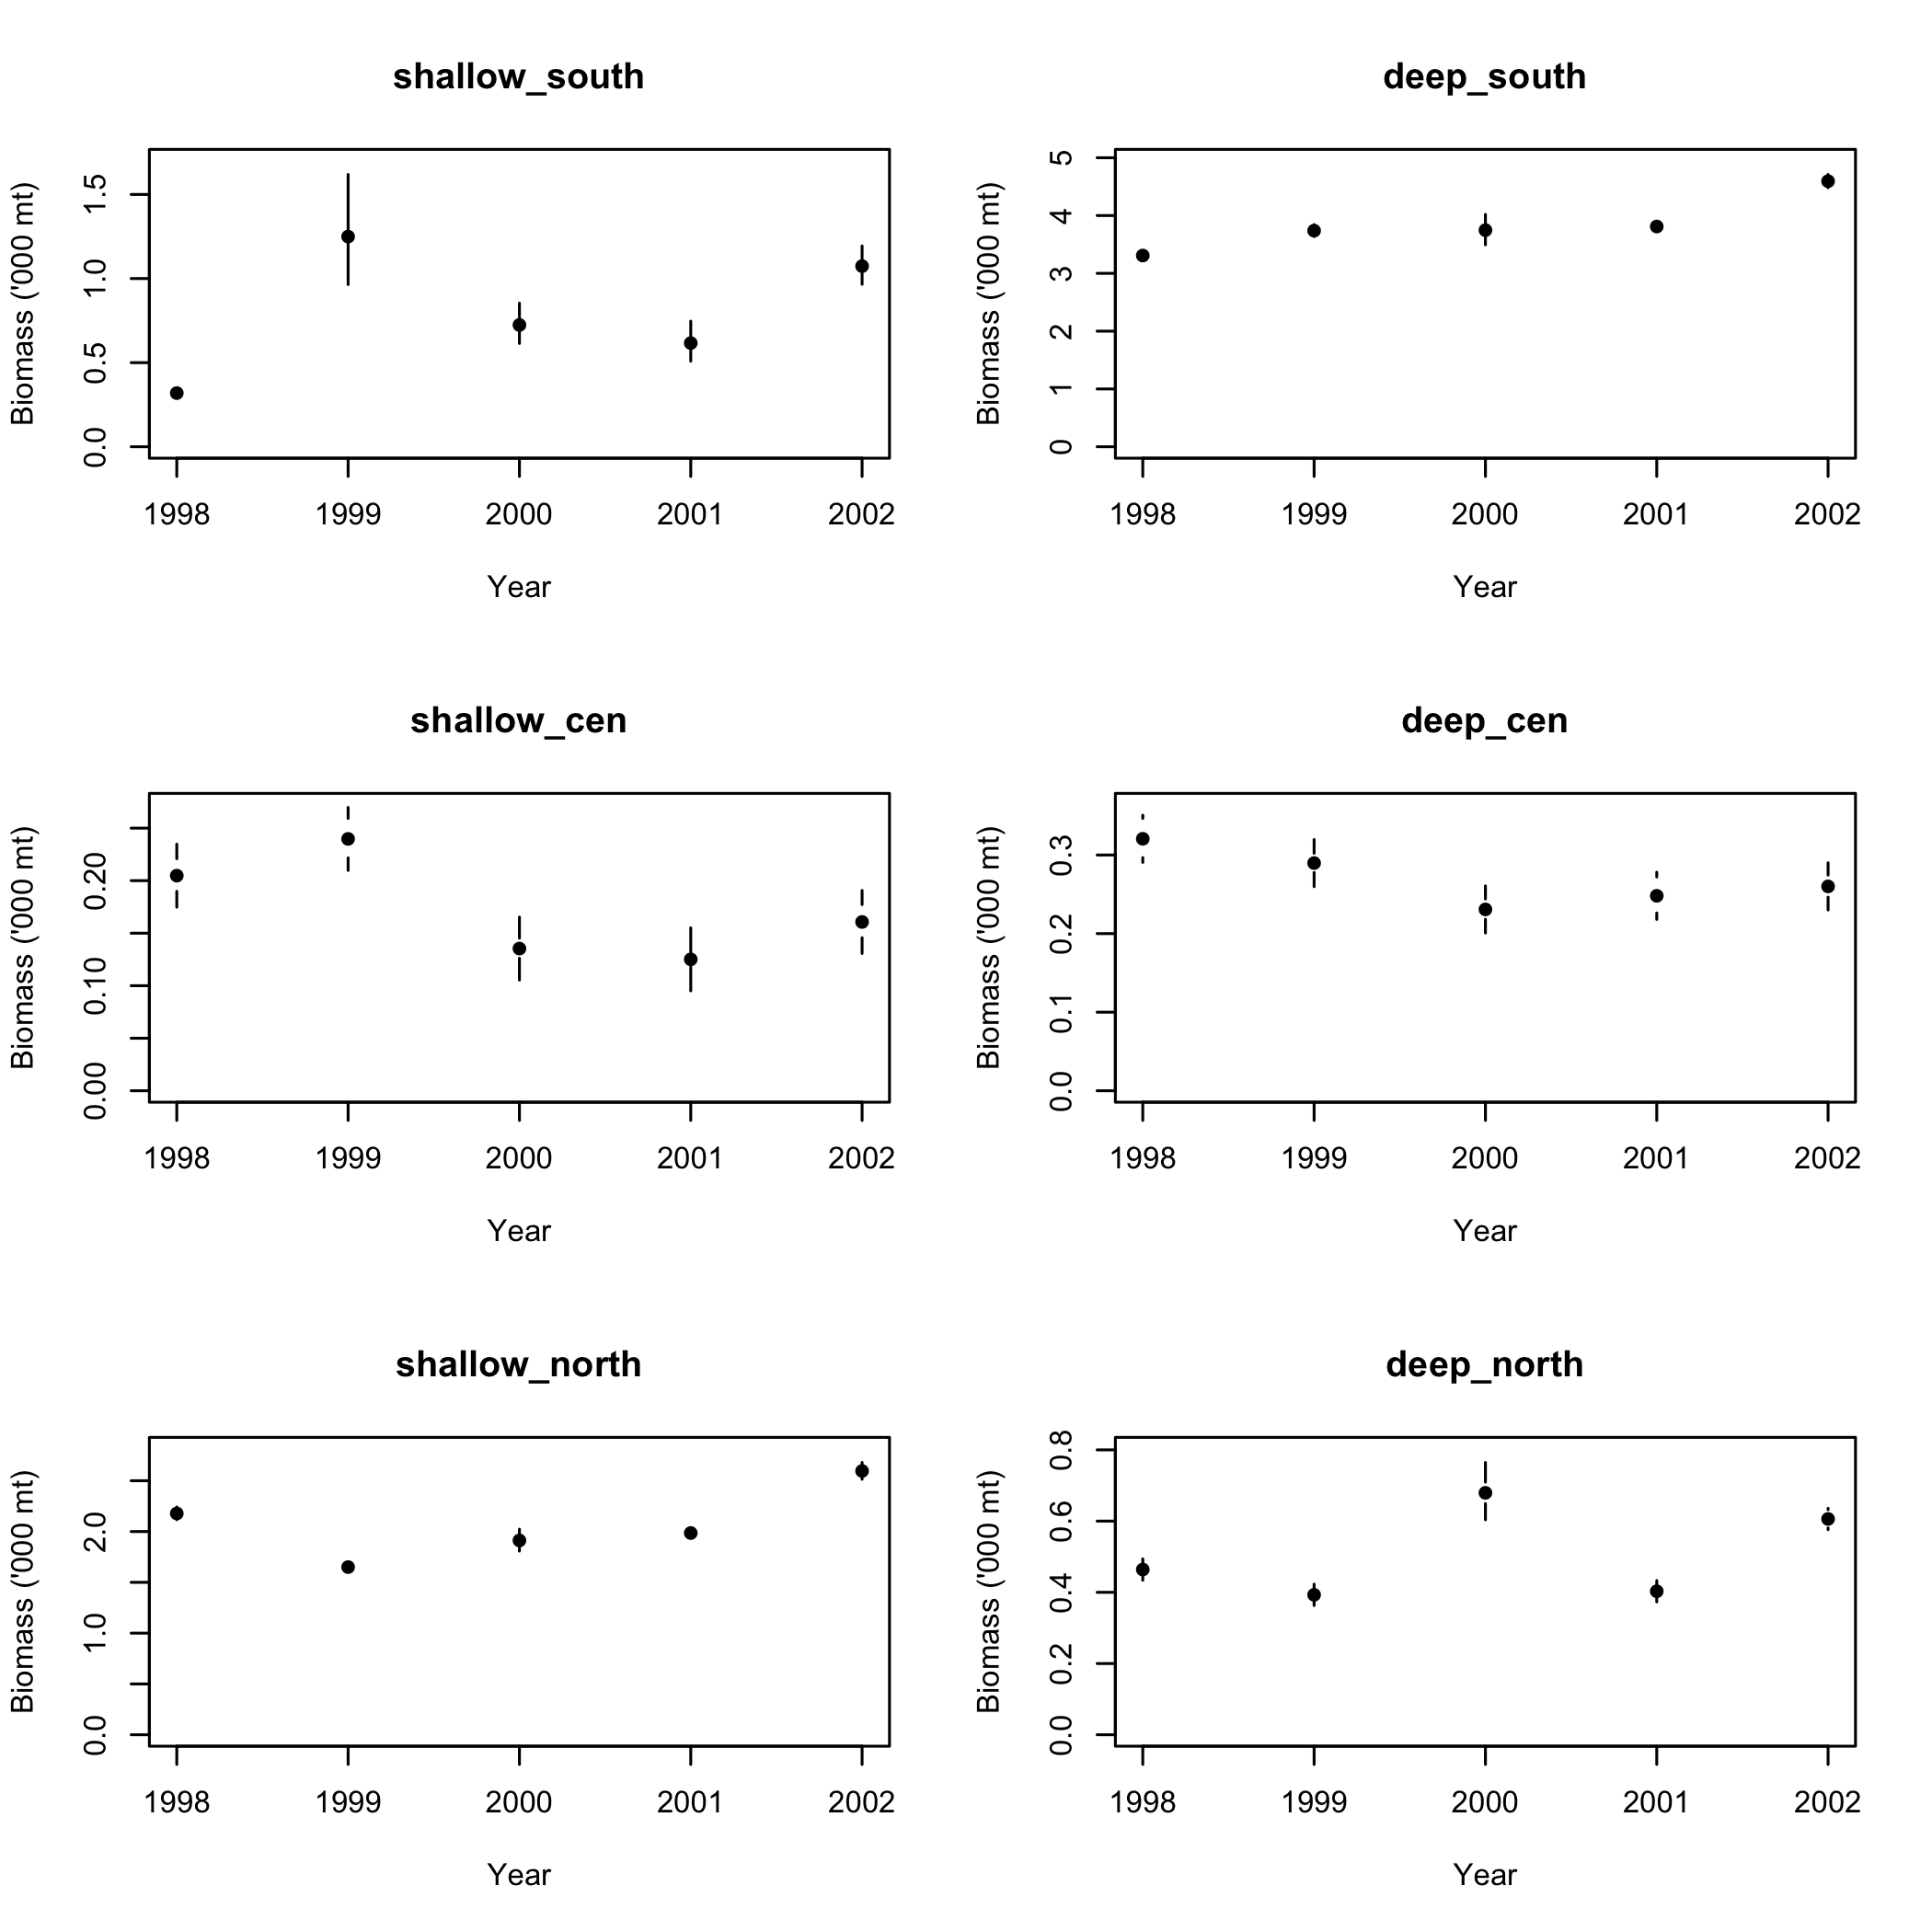 shallow_south
Biomass ('000 mt)
0.0 0.5 1.0 1.5
1998 1999 2000 2001 2002
Year
deep_south
Biomass ('000 mt)
0 1 2 3 4 5
1998 1999 2000 2001 2002
Year
shallow_cen
Biomass ('000 mt)
0.00 0.10 0.20
1998 1999 2000 2001 2002
Year
deep_cen
Biomass ('000 mt)
0.0 0.1 0.2 0.3
1998 1999 2000 2001 2002
Year
shallow_north
Biomass ('000 mt)
0.0 1.0 2.0
1998 1999 2000 2001 2002
Year
deep_north
Biomass ('000 mt)
0.0 0.2 0.4 0.6 0.8
1998 1999 2000 2001 2002
Year